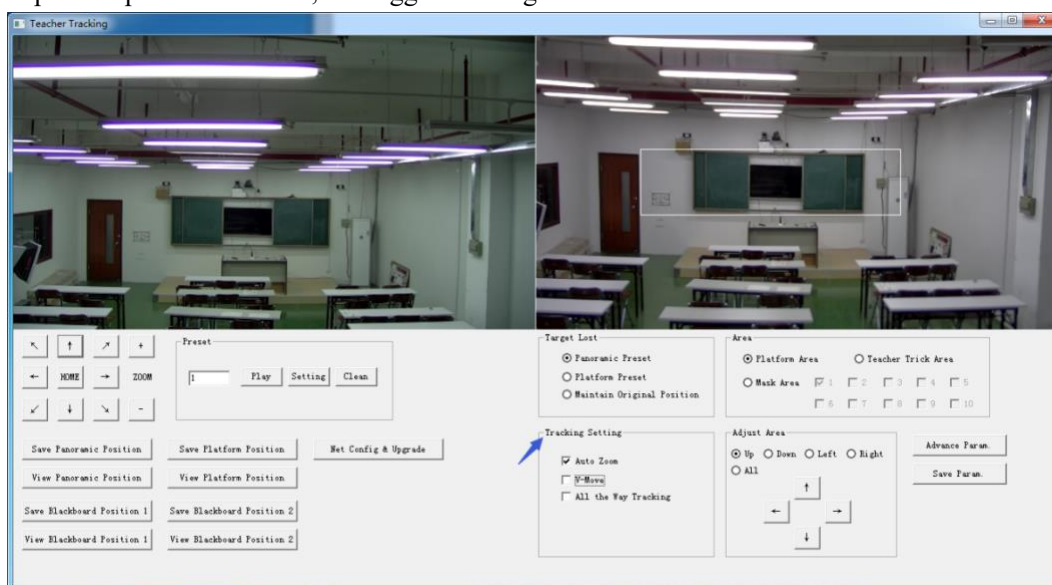 Teacher Tracking
Preset
HOME
ZOOM
1
Play
Setting
Clean
Save Panoramic Position
Save Platform Position
Net Config & Upgrade
View Panoramic Position
View Platform Position
Save Blackboard Position 1
Save Blackboard Position 2
View Blackboard Position 1
View Blackboard Position 2
Target Lost
Panoramic Preset
Platform Preset
Maintain Original Position
Area
Platform Area
Teacher Trick Area
Mask Area 1 2 3 4 5
6 7 8 9 10
Tracking Setting
Auto Zoom
V-Move
All the Way Tracking
Adjust Area
Up Down Left Right
All
Advance Param.
Save Param.